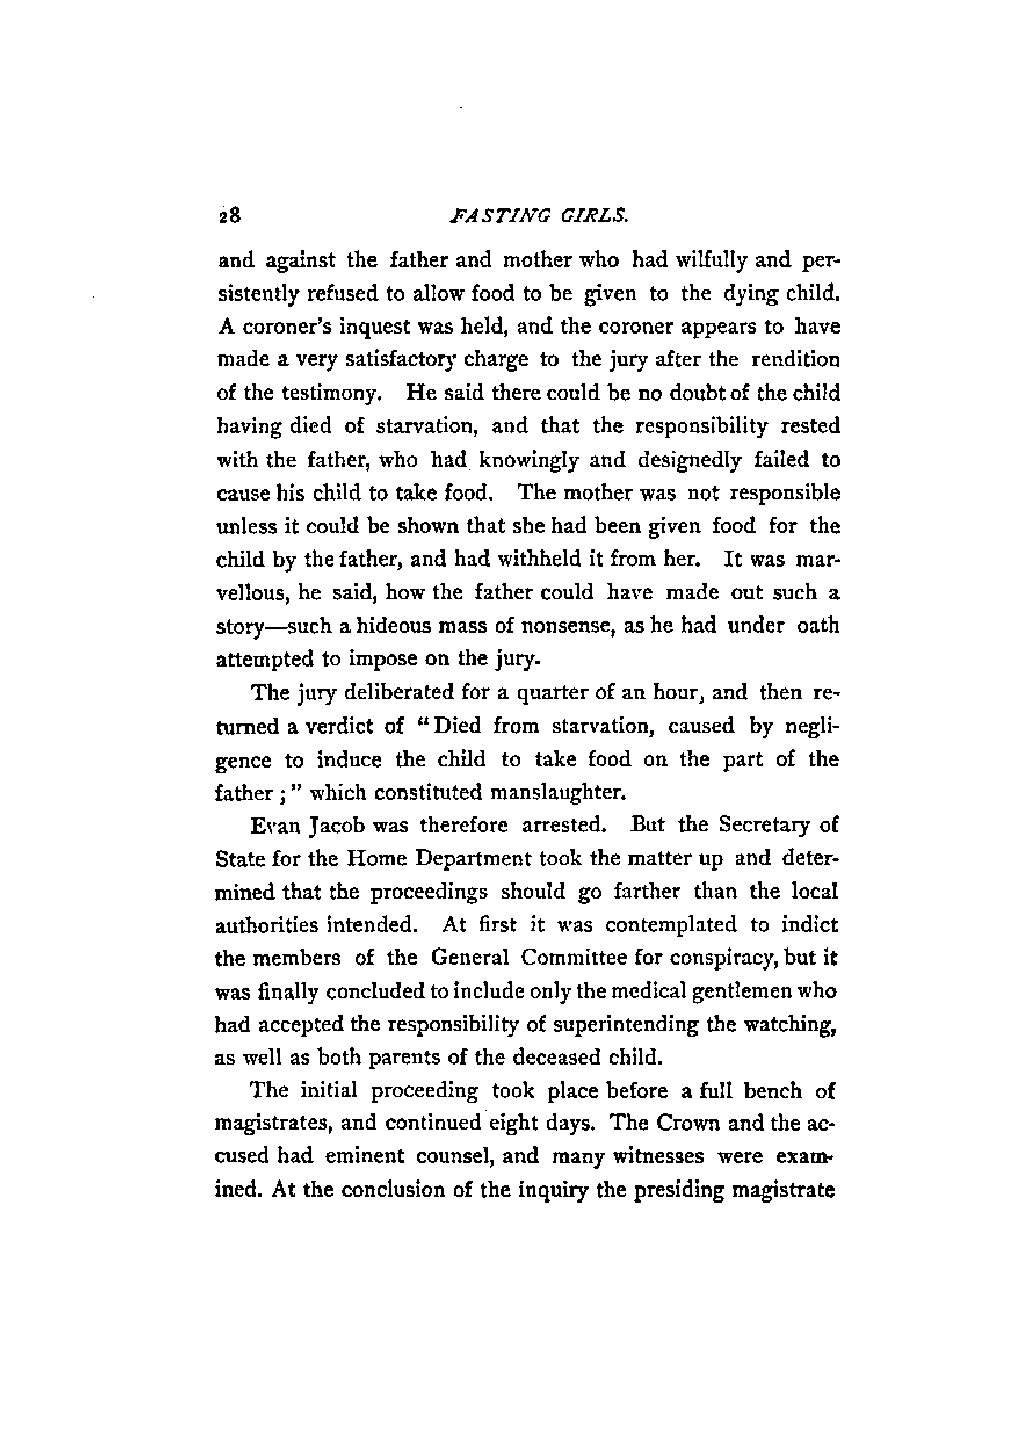 28 FASTING GIRLS.
and against the father and mother who had wilfully and per-
sistently refused to allow food to be given to the dying child.
A coroner's inquest was held, and the coroner appears to have
made a very satisfactory charge to the jury after the rendition
of the testimony. He said there could be no doubt of the child
having died of starvation, and that the responsibility rested
with the father, who had knowingly and designedly failed to
cause his child to take food. The mother was not responsible
unless it could be shown that she had been given food for the
child by the father, and had withheld it from her. It was mar-
vellous, he said, how the father could have made out such a
story—such a hideous mass of nonsense, as he had under oath
attempted to impose on the jury.
The jury deliberated for a quarter of an hour, and then re-
turned a verdict of "Died from starvation, caused by negli-
gence to induce the child to take food on the part of the
father ;" which constituted manslaughter.
Evan Jacob was therefore arrested. But the Secretary of
State for the Home Department took the matter up and deter-
mined that the proceedings should go farther than the local
authorities intended. At first it was contemplated to indict
the members of the General Committee for conspiracy, but it
was finally concluded to include only the medical gentlemen who
had accepted the responsibility of superintending the watching,
as well as both parents of the deceased child.
The initial proceeding took place before a full bench of
magistrates, and continued eight days. The Crown and the ac-
cused had eminent counsel, and many witnesses were exam-
ined. At the conclusion of the inquiry the presiding magistrate